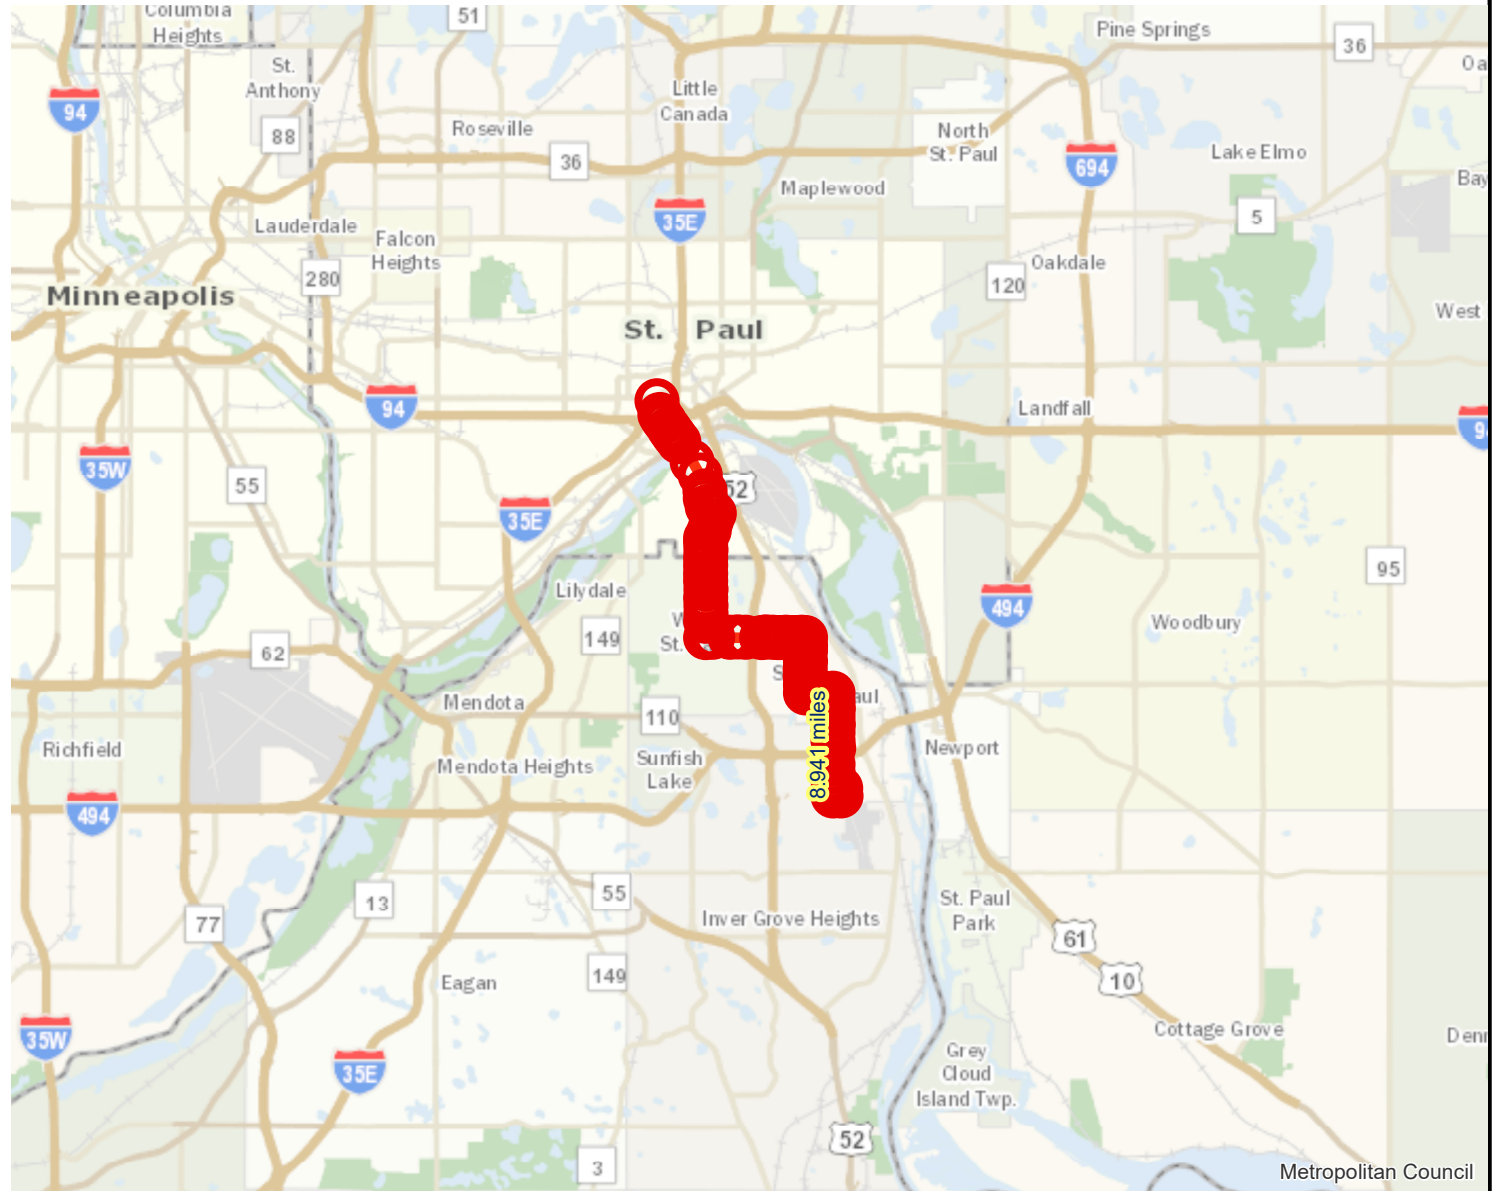 Columbia
Heights
51
Pine Springs
36
St.
Anthony
94
Little
Canada
88
Roseville
36
North
St. Paul
694
Lake Elmo
Maplewood
5
35E
Lauderdale
Falcon
Heights
280
Oakdale
120
Minneapolis
West
St. Paul
94
Landfall
35W
55
52
35E
95
Lilydale
494
149
St.
Woodbury
62
Mendota
110
Richfield
Newport
Sunfish
Lake
Mendota Heights
8.941 miles
494
55
13
St. Paul
Park
77
Inver Grove Heights
61
149
10
Eagan
Cottage Grove
35W
35E
Grey
Cloud
Island Twp.
52
3
Metropolitan Council